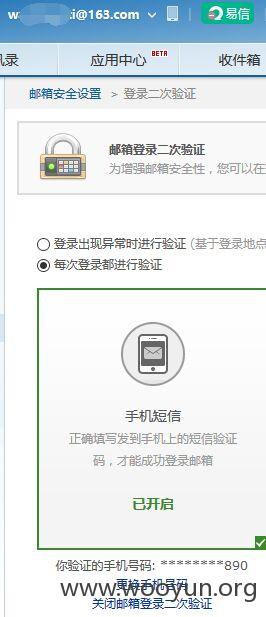 @163.com 易信
应用中心 BETA 收件箱
邮箱安全设置 > 登录二次验证
邮箱登录二次验证
为增强邮箱安全性，您可以在
登录出现异常时进行验证 (基于登录地点
每次登录都进行验证
手机短信
正确填写发到手机上的短信验证
码，才能成功登录邮箱
已开启
你验证的手机号码: ********890
更换手机号码
www.wooyun.org
关闭邮箱登录二次验证